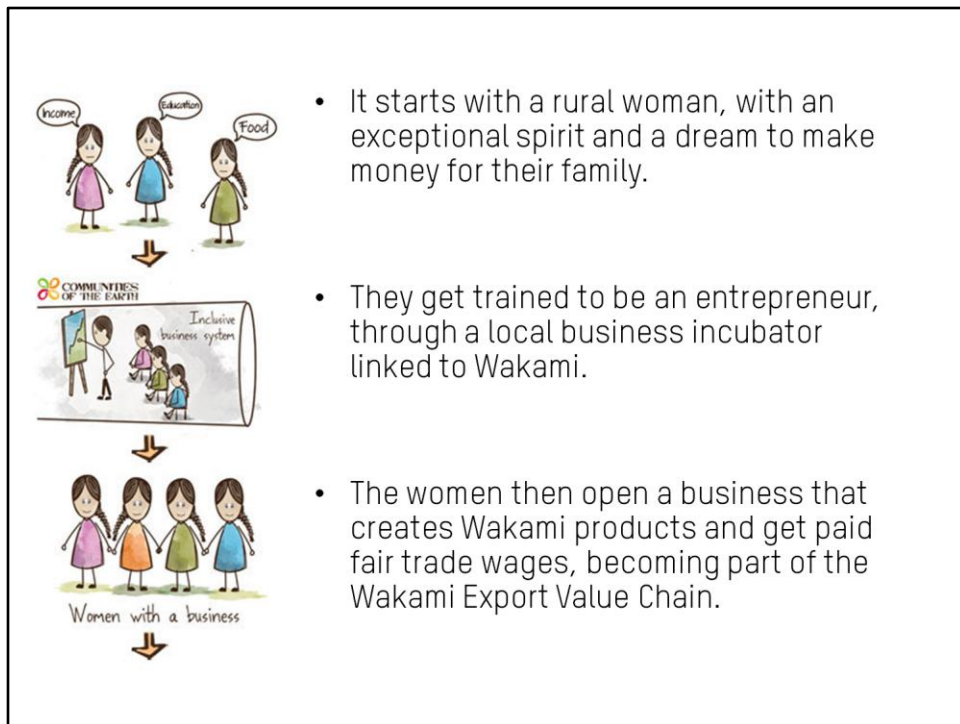 Income
Education
Food
• It starts with a rural woman, with an
exceptional spirit and a dream to make
money for their family.
COMMUNITIES
OF THE EARTH
Inclusive
business system
• They get trained to be an entrepreneur,
through a local business incubator
linked to Wakami.
• The women then open a business that
creates Wakami products and get paid
fair trade wages, becoming part of the
Wakami Export Value Chain.
Women with a business